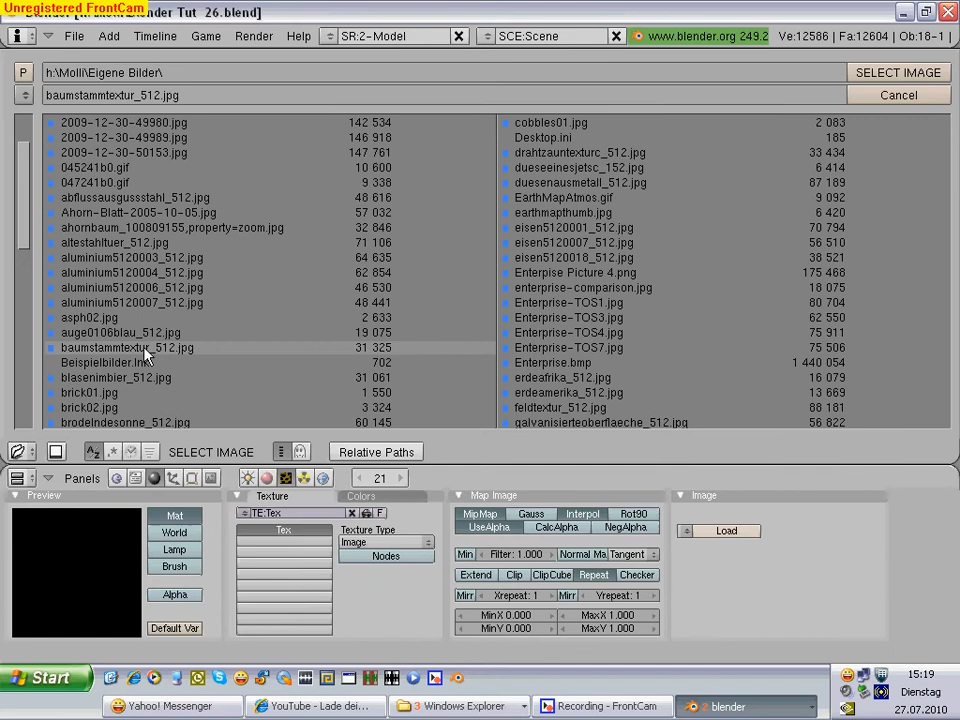 Unregistered FrontCam
Tut 26.blend]
File Add Timeline Game Render Help SR:2-Model SCE:Scene www.blender.org 249.2 Ve:12586 | Fa:12604 | Ob:18-1 |
P h:\Molli\Eigene Bilder\ SELECT IMAGE
baumstammtextur_512.jpg Cancel
2009-12-30-49980.jpg 142 534 cobbles01.jpg 2 083
2009-12-30-49989.jpg 146 918 Desktop.ini 185
2009-12-30-50153.jpg 147 761 drahtzauntexturc_512.jpg 33 434
045241b0.gif 10 600 dueseeinesjetsc_152.jpg 6 414
047241b0.gif 9 338 duesenausmetall_512.jpg 87 189
abflussausgussstahl_512.jpg 48 616 EarthMapAtmos.gif 9 092
Ahorn-Blatt-2005-10-05.jpg 57 032 earthmapthumb.jpg 6 420
ahornbaum_100809155,property=zoom.jpg 32 846 eisen5120001_512.jpg 70 794
altestahltuer_512.jpg 71 106 eisen5120007_512.jpg 56 510
aluminium5120003_512.jpg 64 635 eisen5120018_512.jpg 38 521
aluminium5120004_512.jpg 62 854 Enterpise Picture 4.png 175 468
aluminium5120006_512.jpg 46 530 enterprise-comparison.jpg 18 075
aluminium5120007_512.jpg 48 441 Enterprise-TOS1.jpg 80 704
asph02.jpg 2 633 Enterprise-TOS3.jpg 62 550
auge0106blau_512.jpg 19 075 Enterprise-TOS4.jpg 75 911
baumstammtextur_512.jpg 31 325 Enterprise-TOS7.jpg 75 506
702 Enterprise.bmp 1 440 054
blasenimbier_512.jpg 31 061 erdeafrika_512.jpg 16 079
brick01.jpg 1 550 erdeamerika_512.jpg 13 669
brick02.jpg 3 324 feldtextur_512.jpg 88 181
brodelndesonne_512.jpg 60 145 galvanisierteoberflaeche_512.jpg 56 822
SELECT IMAGE Relative Paths
Panels 21
Preview Texture Colors Map Image Image
Mat TE:Tex F MipMap Gauss Interpol Rot90
World Tex Texture Type UseAlpha CalcAlpha NegAlpha Load
Lamp Image Min Filter: 1.000 Normal Ma Tangent
Brush Nodes
Extend Clip ClipCube Repeat Checker
Alpha Mirr Xrepeat: 1 Mirr Yrepeat: 1
MinX 0.000 MaxX 1.000
Default Var MinY 0.000 MaxY 1.000
Start 15:19
Dienstag
Yahoo! Messenger YouTube - Lade dei... 3 Windows Explorer Recording - FrontCam 2 blender 27.07.2010